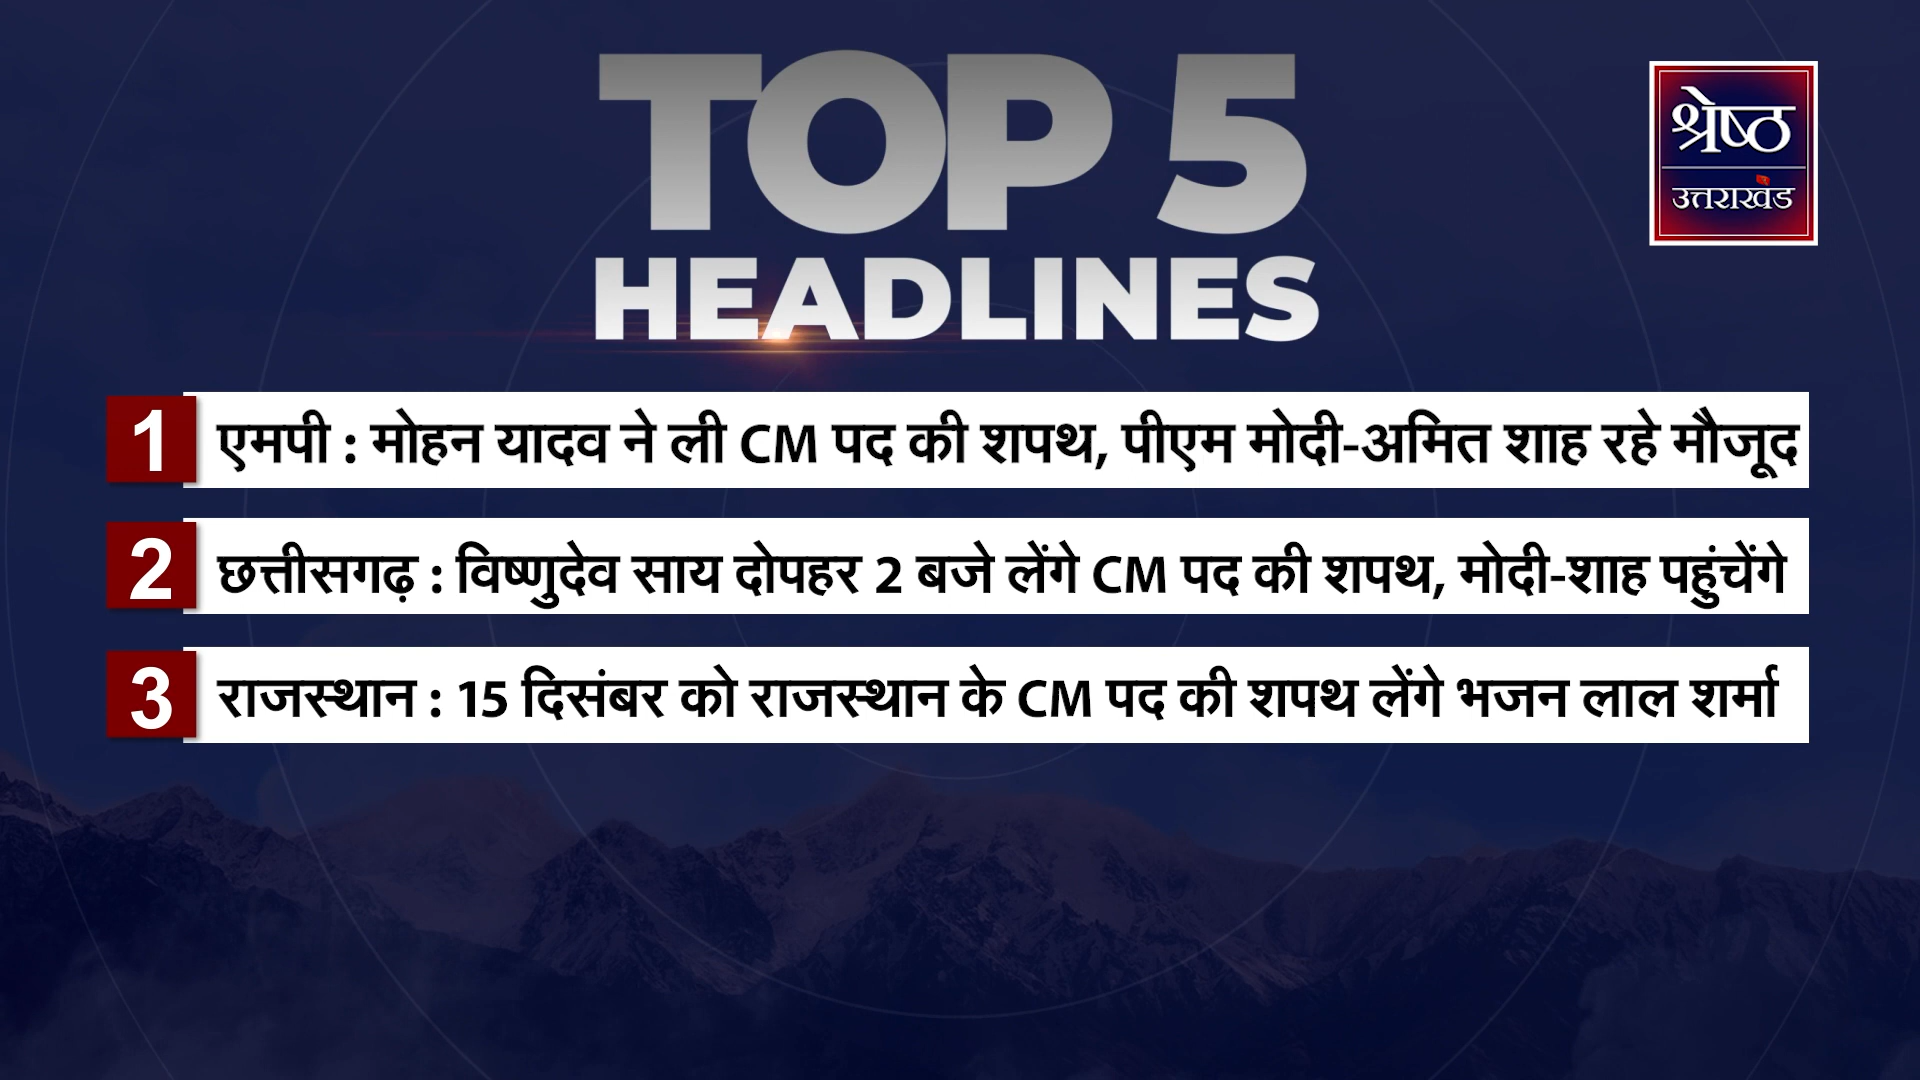 TOP 5
HEADLINES
श्रेष्ठ
उत्तराखंड
1 एमपी : मोहन यादव ने ली CM पद की शपथ, पीएम मोदी-अमित शाह रहे मौजूद
2 छत्तीसगढ़ : विष्णुदेव साय दोपहर 2 बजे लेंगे CM पद की शपथ, मोदी-शाह पहुंचेंगे
3 राजस्थान : 15 दिसंबर को राजस्थान के CM पद की शपथ लेंगे भजन लाल शर्मा